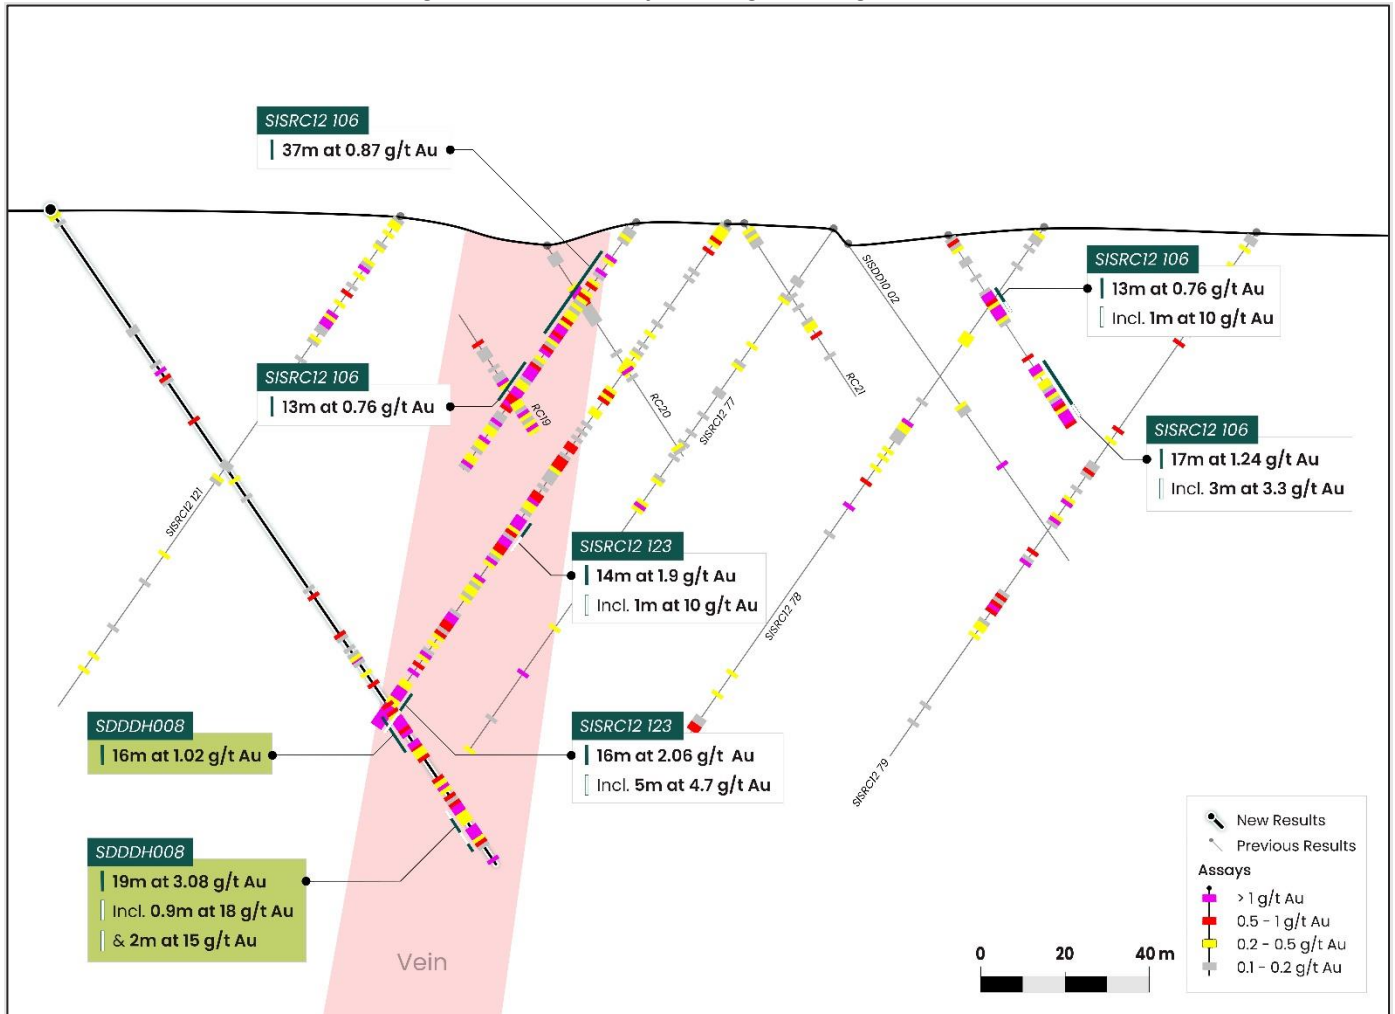 SISRC12 106
37m at 0.87 g/t Au
SISRC12 106
13m at 0.76 g/t Au
Incl. 1m at 10 g/t Au
SISDD10 02
SISRC12 106
13m at 0.76 g/t Au
RC19
RC20
SISRC12 77
RC21
SISRC12 106
17m at 1.24 g/t Au
Incl. 3m at 3.3 g/t Au
SISRC12 121
SISRC12 123
14m at 1.9 g/t Au
Incl. 1m at 10 g/t Au
SISRC12 78
SDDDH008
16m at 1.02 g/t Au
SISRC12 123
16m at 2.06 g/t Au
Incl. 5m at 4.7 g/t Au
SISRC12 79
SDDDH008
19m at 3.08 g/t Au
Incl. 0.9m at 18 g/t Au
& 2m at 15 g/t Au
Vein
0 20 40 m
New Results
Previous Results
Assays
> 1 g/t Au
0.5 - 1 g/t Au
0.2 - 0.5 g/t Au
0.1 - 0.2 g/t Au